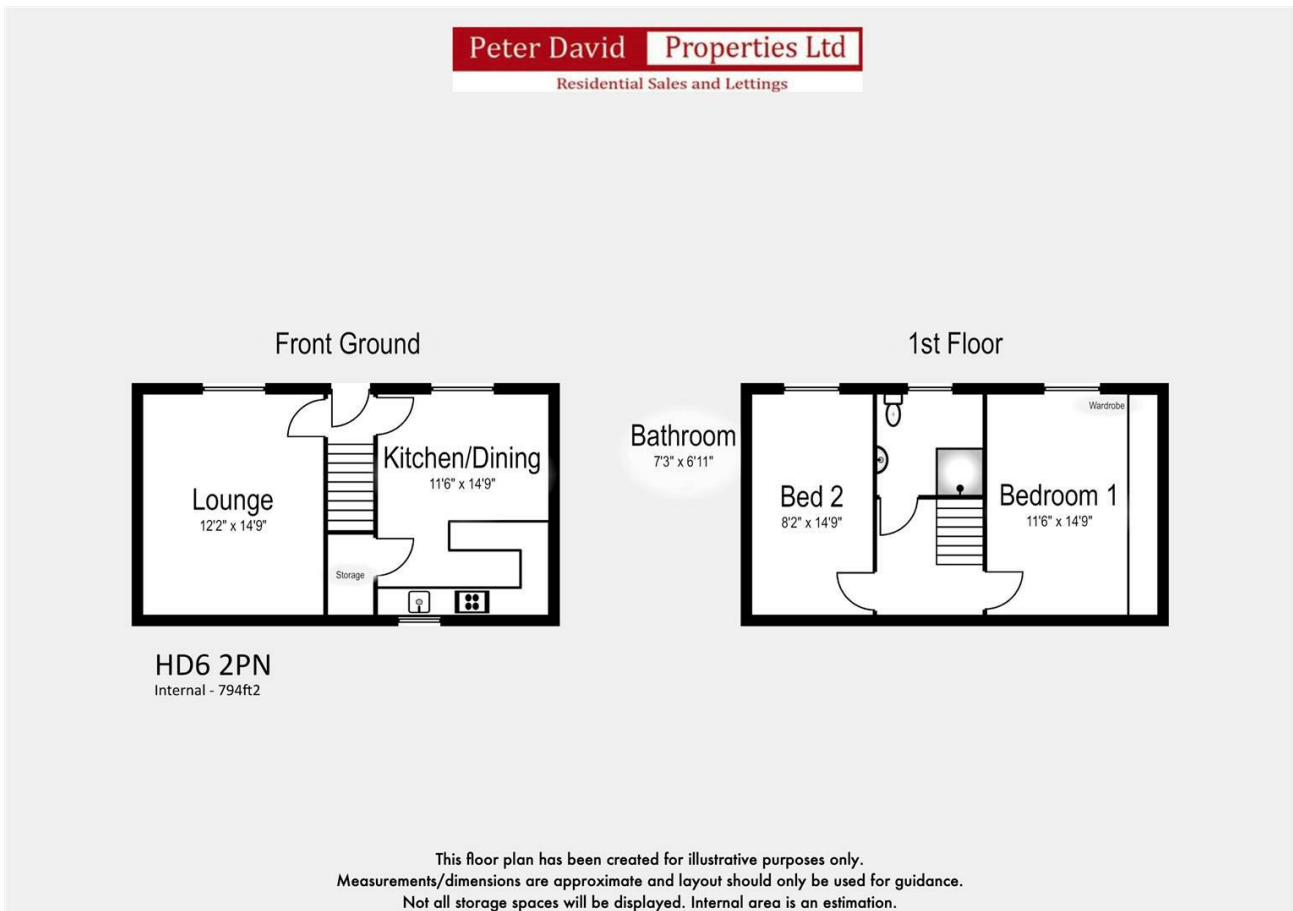 Peter David Properties Ltd
Residential Sales and Lettings
Front Ground
Lounge
12'2" x 14'9"
Kitchen/Dining
11'6" x 14'9"
Storage
HD6 2PN
Internal - 794ft2
1st Floor
Bathroom
7'3" x 6'11"
Bed 2
8'2" x 14'9"
Wardrobe
Bedroom 1
11'6" x 14'9"
This floor plan has been created for illustrative purposes only.
Measurements/dimensions are approximate and layout should only be used for guidance.
Not all storage spaces will be displayed. Internal area is an estimation.